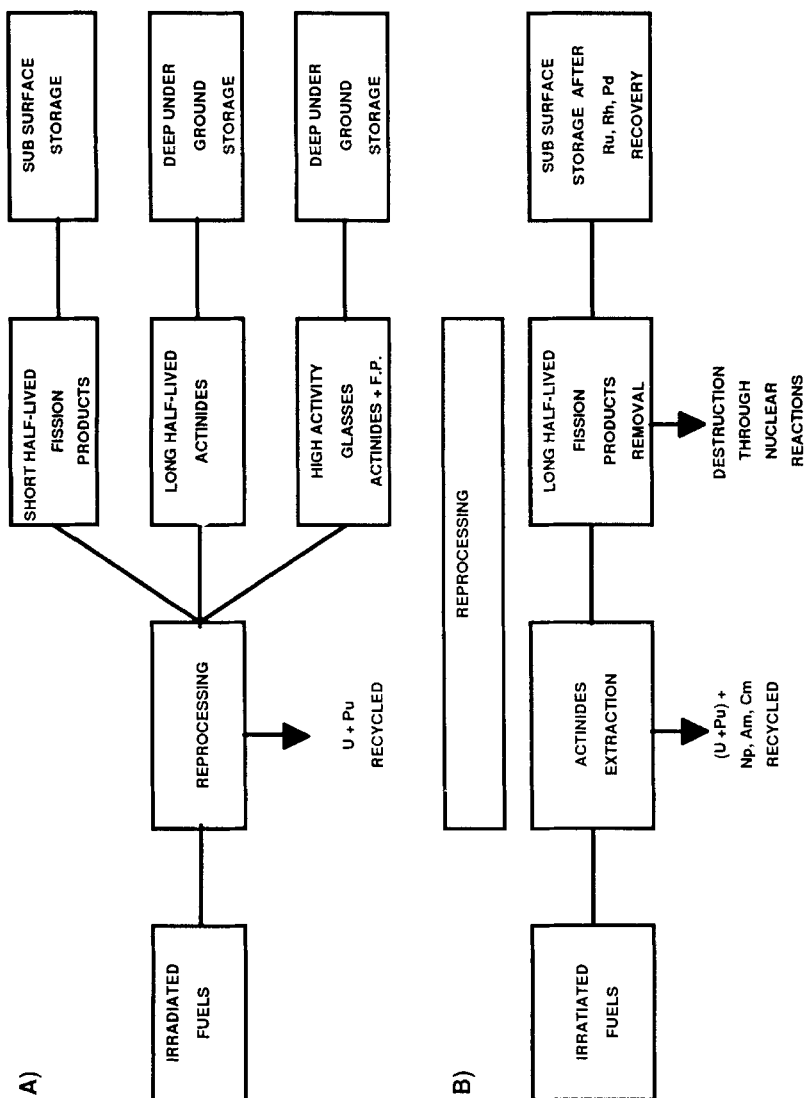 A)
IRRADIATED
FUELS
REPROCESSING
U + Pu
RECYCLED
SHORT HALF-LIVED
FISSION
PRODUCTS
SUB SURFACE
STORAGE
LONG HALF-LIVED
ACTINIDES
DEEP UNDER
GROUND
STORAGE
HIGH ACTIVITY
GLASSES
ACTINIDES + F.P.
DEEP UNDER
GROUND
STORAGE
B)
REPROCESSING
IRRATIATED
FUELS
ACTINIDES
EXTRACTION
(U +Pu) +
Np, Am, Cm
RECYCLED
LONG HALF-LIVED
FISSION
PRODUCTS
REMOVAL
DESTRUCTION
THROUGH
NUCLEAR
REACTIONS
SUB SURFACE
STORAGE AFTER
Ru, Rh, Pd
RECOVERY